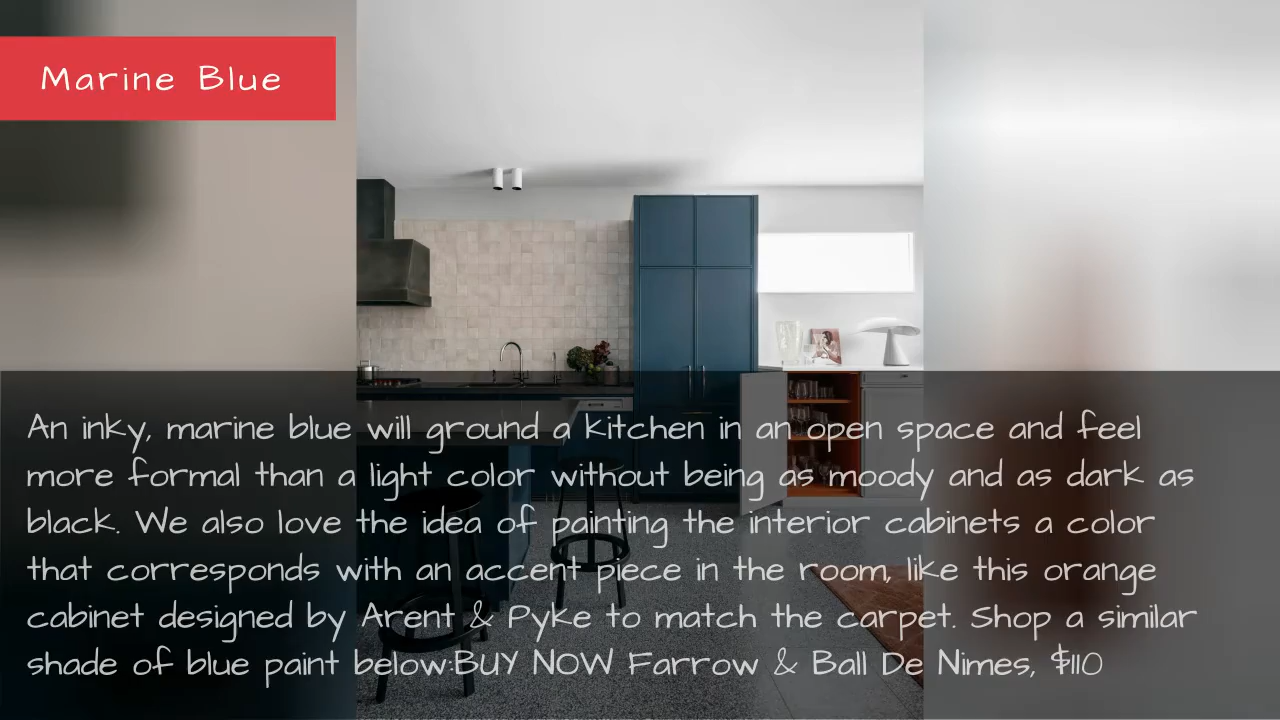 Marine Blue
An inky, marine blue will ground a kitchen in an open space and feel
more formal than a light color without being as moody and as dark as
black. We also love the idea of painting the interior cabinets a color
that corresponds with an accent piece in the room, like this orange
cabinet designed by Arent & Pyke to match the carpet. Shop a similar
shade of blue paint below:BUY NOW Farrow & Ball De Nimes, $110